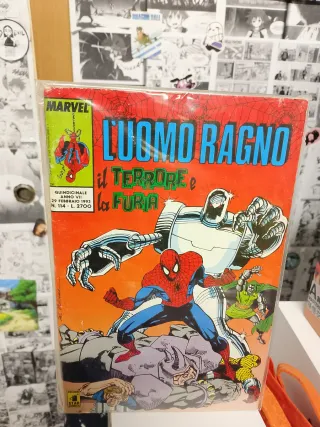 MARVEL
L'UOMO RAGNO
QUINDICINALE
ANNO VII
29 FEBBRAIO 1992
N. 114 - L. 2700
il TERRORE e
la FURIA